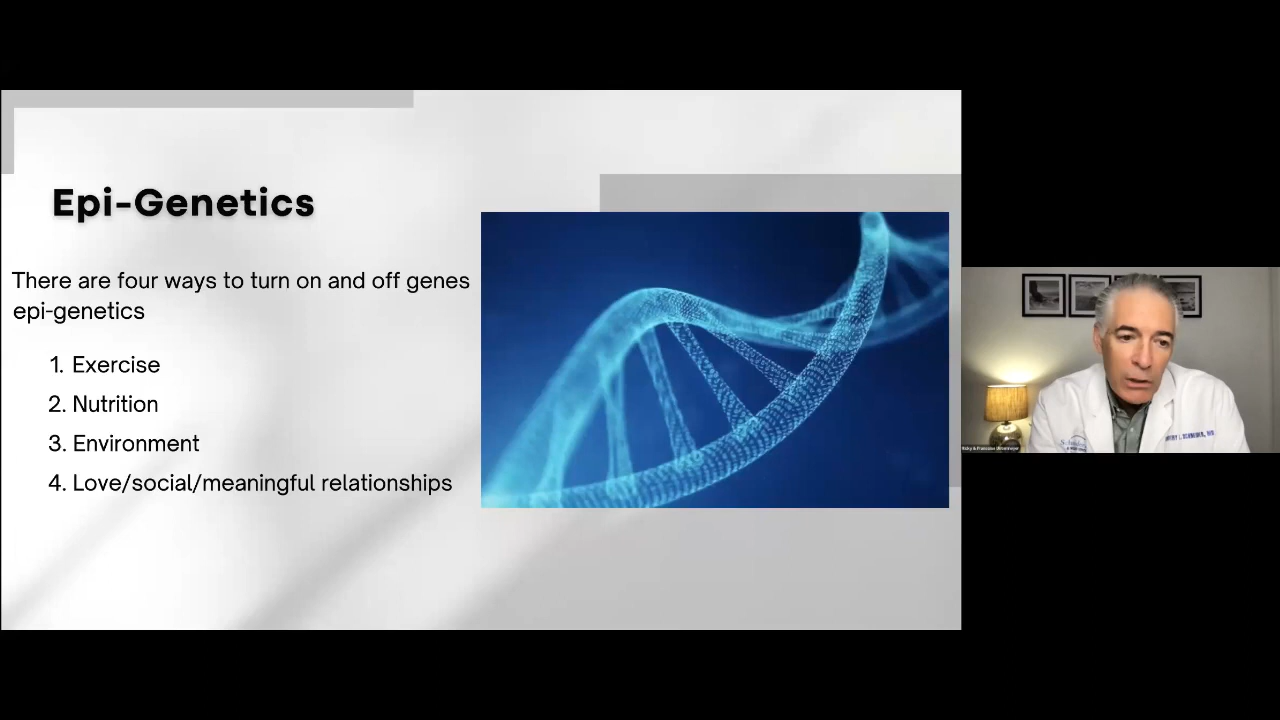 Epi-Genetics
There are four ways to turn on and off genes
epi-genetics
1. Exercise
2. Nutrition
3. Environment
4. Love/social/meaningful relationships